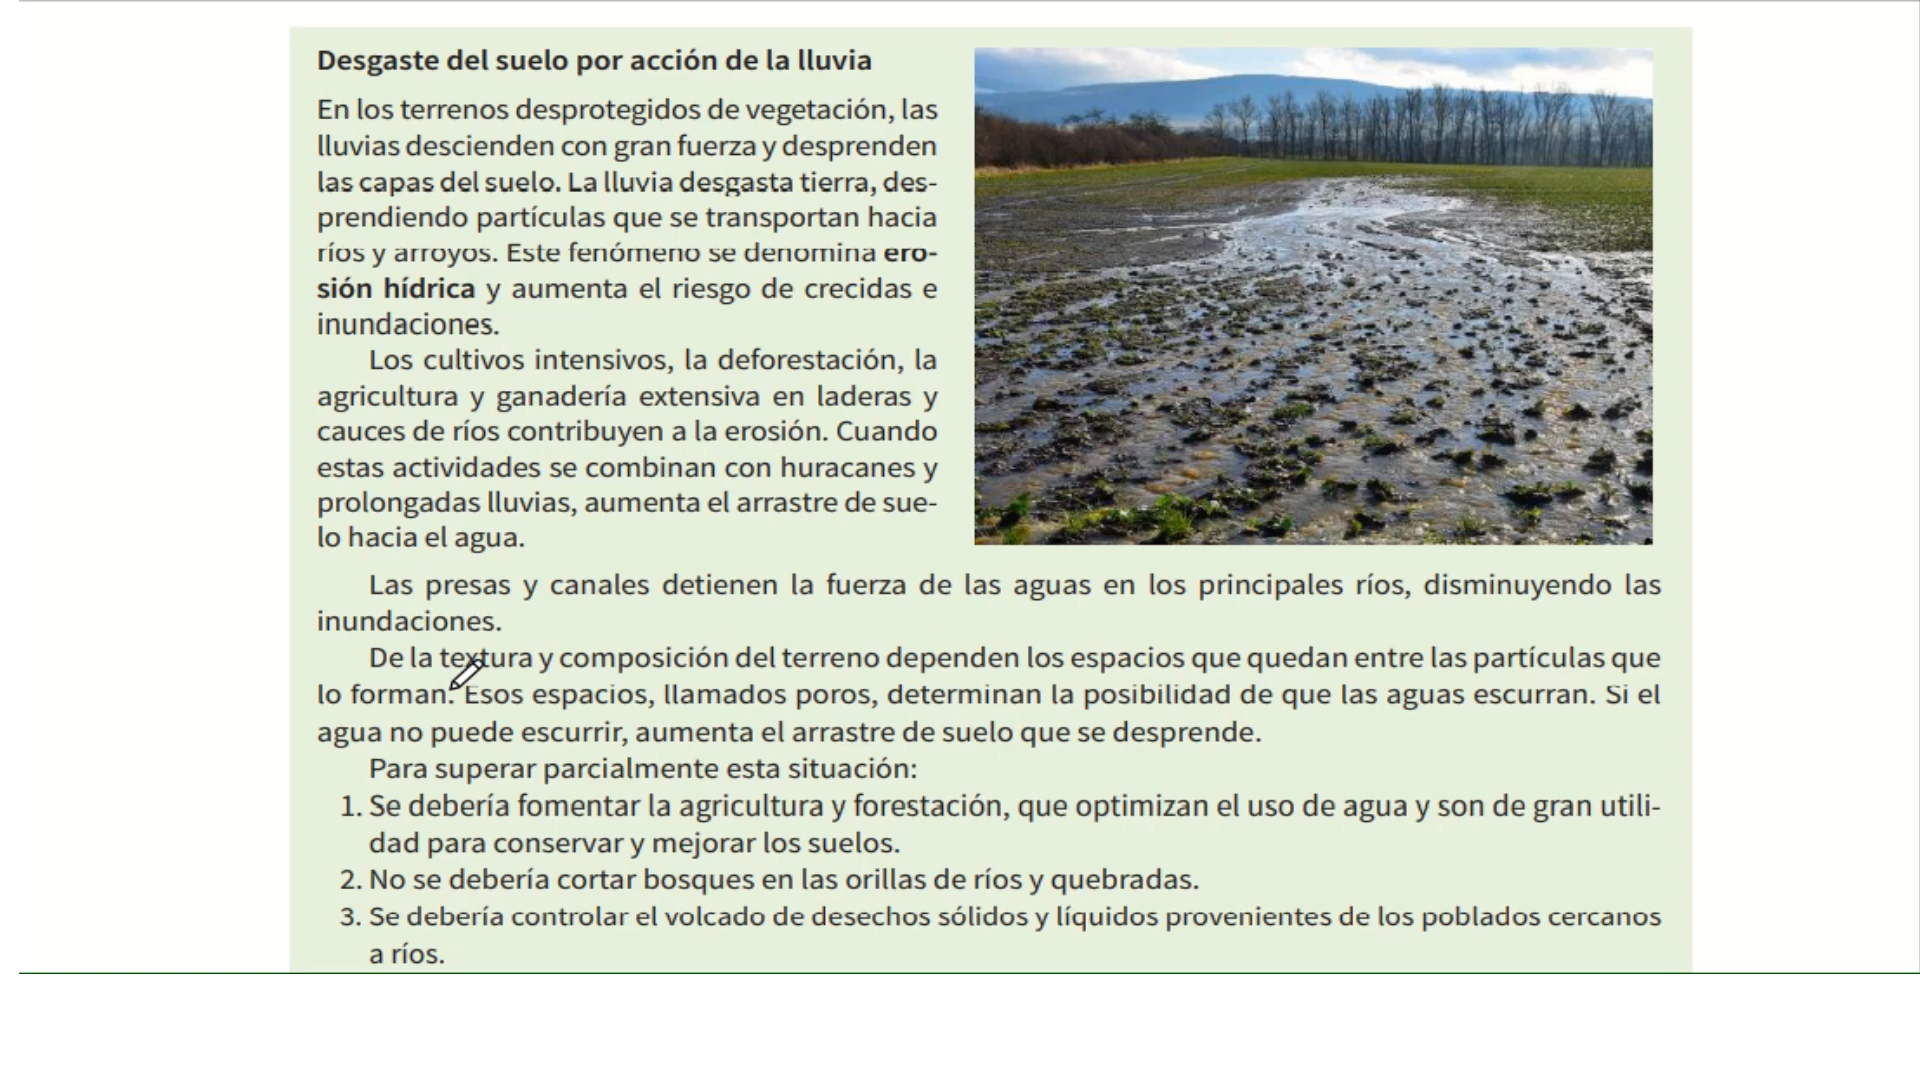 Desgaste del suelo por acción de la lluvia
En los terrenos desprotegidos de vegetación, las
lluvias descienden con gran fuerza y desprenden
las capas del suelo. La lluvia desgasta tierra, des-
prendiendo partículas que se transportan hacia
ríos y arroyos. Este fenómeno se denomina ero-
sión hídrica y aumenta el riesgo de crecidas e
inundaciones.
Los cultivos intensivos, la deforestación, la
agricultura y ganadería extensiva en laderas y
cauces de ríos contribuyen a la erosión. Cuando
estas actividades se combinan con huracanes y
prolongadas lluvias, aumenta el arrastre de sue-
lo hacia el agua.
Las presas y canales detienen la fuerza de las aguas en los principales ríos, disminuyendo las
inundaciones.
De la textura y composición del terreno dependen los espacios que quedan entre las partículas que
lo forman. Esos espacios, llamados poros, determinan la posibilidad de que las aguas escurran. Si el
agua no puede escurrir, aumenta el arrastre de suelo que se desprende.
Para superar parcialmente esta situación:
1. Se debería fomentar la agricultura y forestación, que optimizan el uso de agua y son de gran utili-
dad para conservar y mejorar los suelos.
2. No se debería cortar bosques en las orillas de ríos y quebradas.
3. Se debería controlar el volcado de desechos sólidos y líquidos provenientes de los poblados cercanos
a ríos.